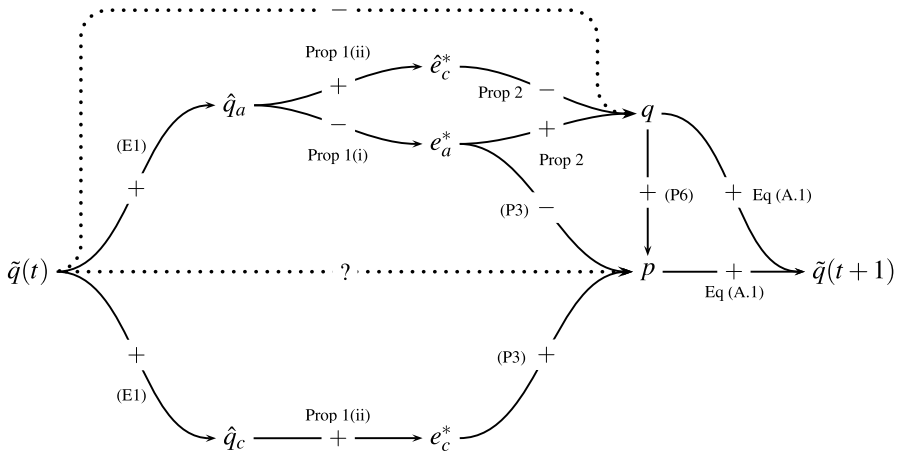 −
Prop 1(ii)
ê*c
+
Prop 2
−
q̂a
q
−
+
e*a
(E1)
Prop 1(i)
Prop 2
+
+
(P6)
+
Eq (A.1)
(P3)
−
q̃(t)
?
p
+
q̃(t+1)
Eq (A.1)
+
(P3)
+
(E1)
Prop 1(ii)
q̂c
+
e*c